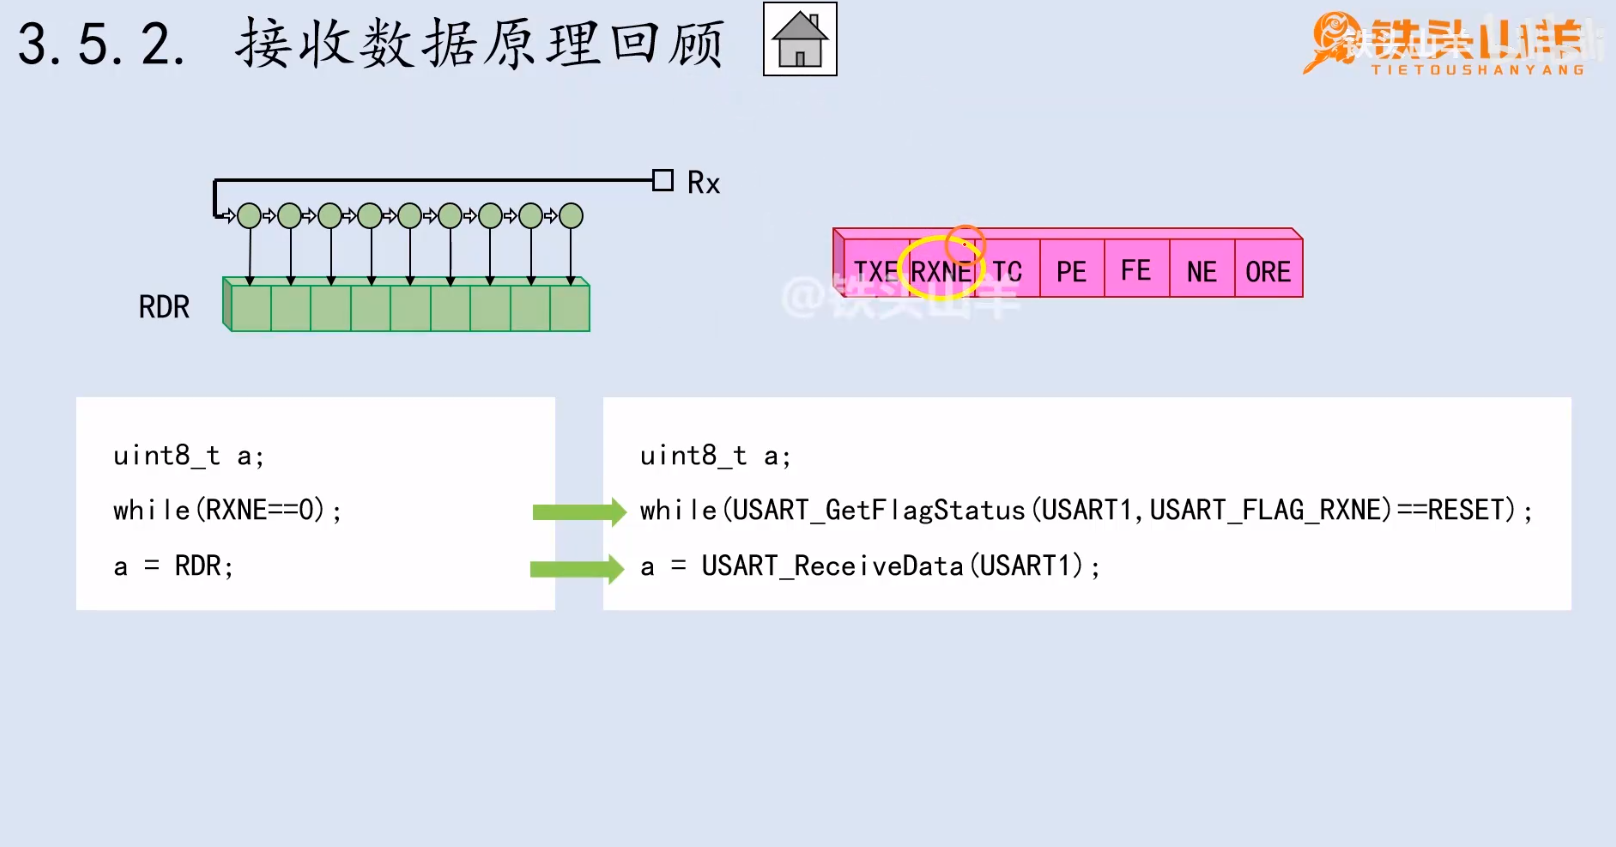 3.5.2. 接收数据原理回顾
铁头山羊
TIETOUSHANYANG
Rx
RDR
TXE RXNE TC PE FE NE ORE
@铁头山羊
uint8_t a;
while(RXNE==0);
a = RDR;
uint8_t a;
while(USART_GetFlagStatus(USART1,USART_FLAG_RXNE)==RESET);
a = USART_ReceiveData(USART1);